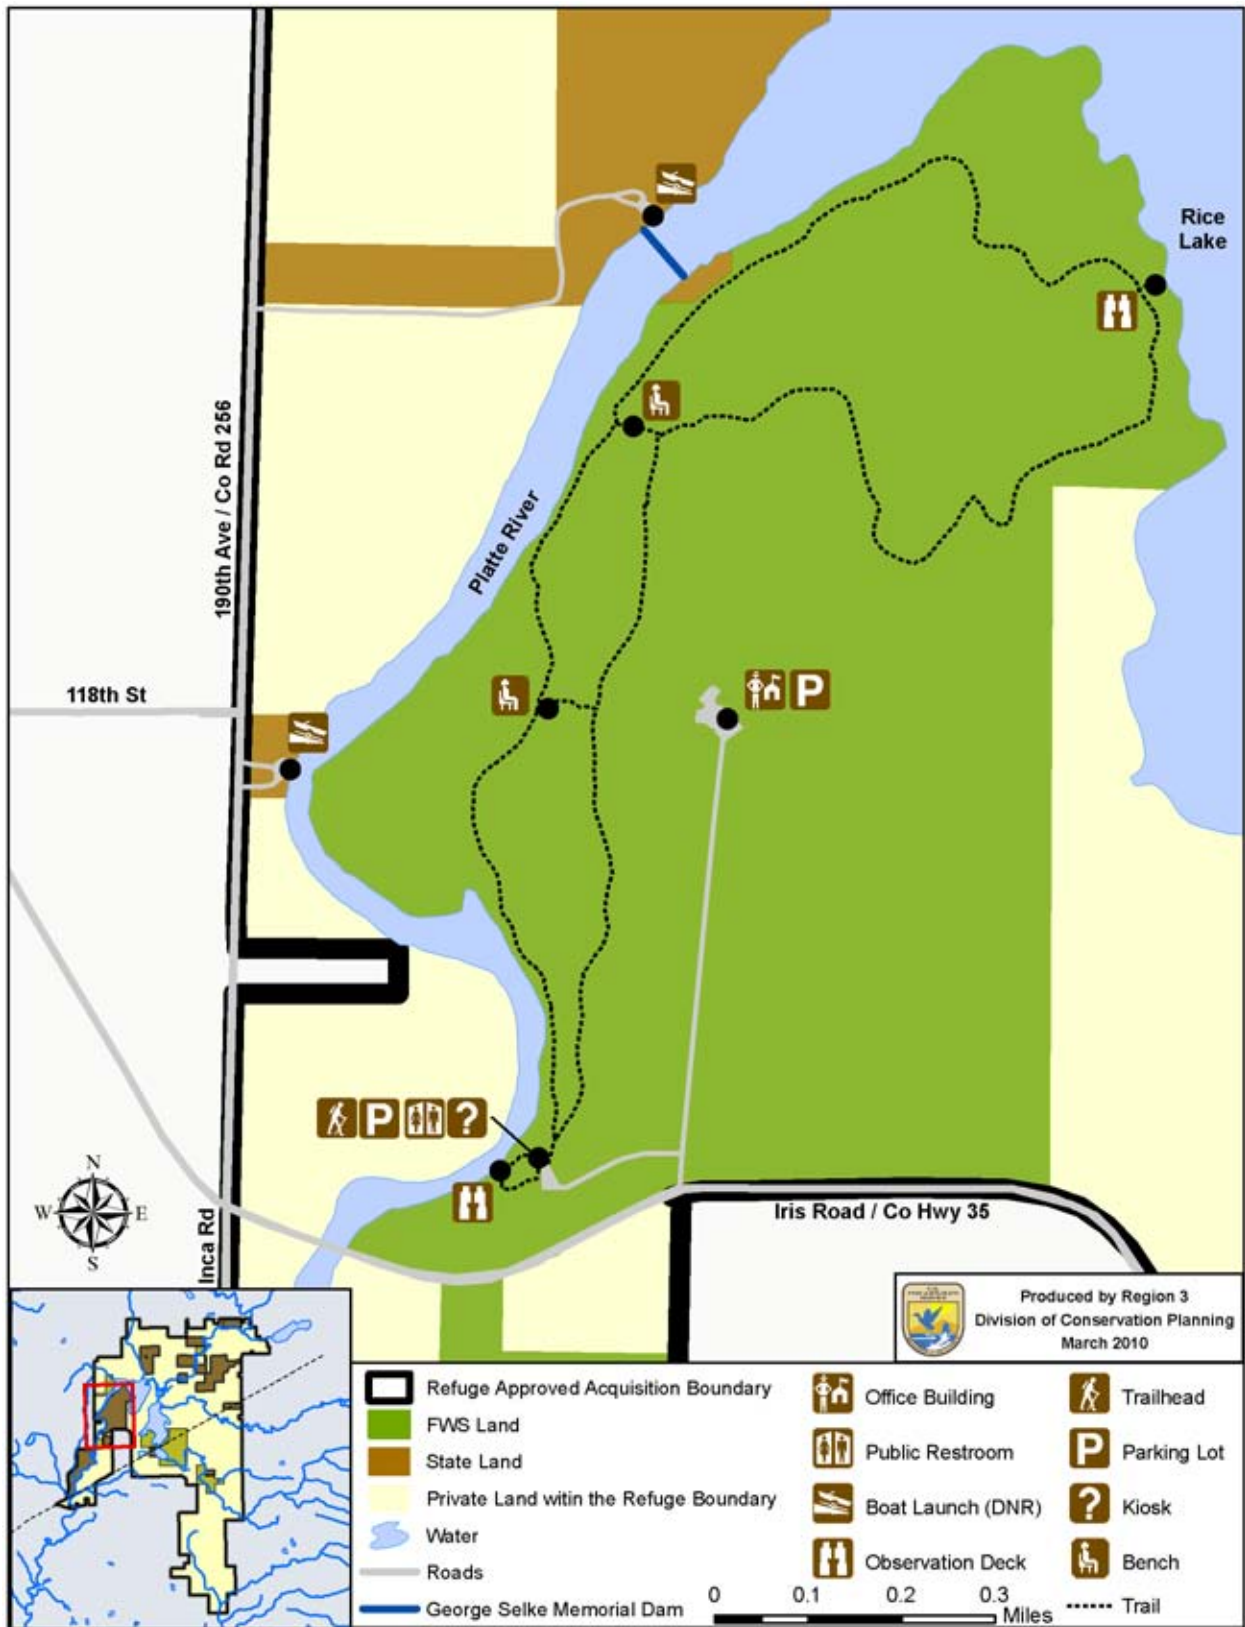 Rice
Lake
190th Ave / Co Rd 256
Platte River
118th St
P
P
?
N
W
E
S
Inca Rd
Iris Road / Co Hwy 35
Produced by Region 3
Division of Conservation Planning
March 2010
Refuge Approved Acquisition Boundary
FWS Land
State Land
Private Land witin the Refuge Boundary
Water
Roads
George Selke Memorial Dam
Office Building
Public Restroom
Boat Launch (DNR)
Observation Deck
Trailhead
P Parking Lot
? Kiosk
Bench
Trail
0 0.1 0.2 0.3
Miles